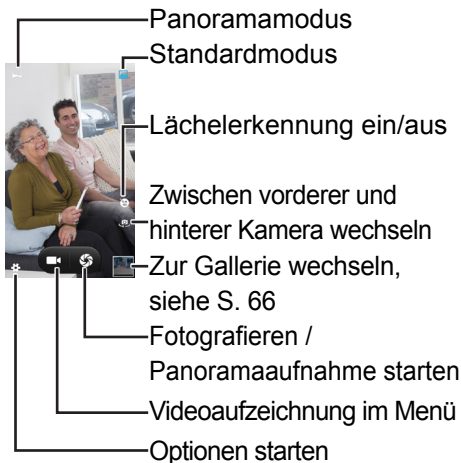 Panoramamodus
Standardmodus
Lächelerkennung ein/aus
Zwischen vorderer und
hinterer Kamera wechseln
Zur Gallerie wechseln,
siehe S. 66
Fotografieren /
Panoramaaufnahme starten
Videoaufzeichnung im Menü
Optionen starten